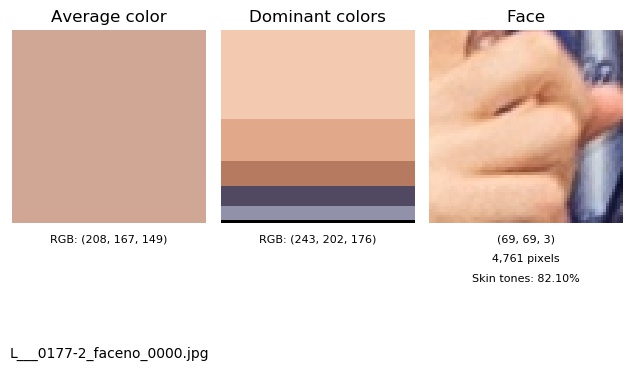 Average color
Dominant colors
Face
RGB: (208, 167, 149)
RGB: (243, 202, 176)
(69, 69, 3)
4,761 pixels
Skin tones: 82.10%
L___0177-2_faceno_0000.jpg